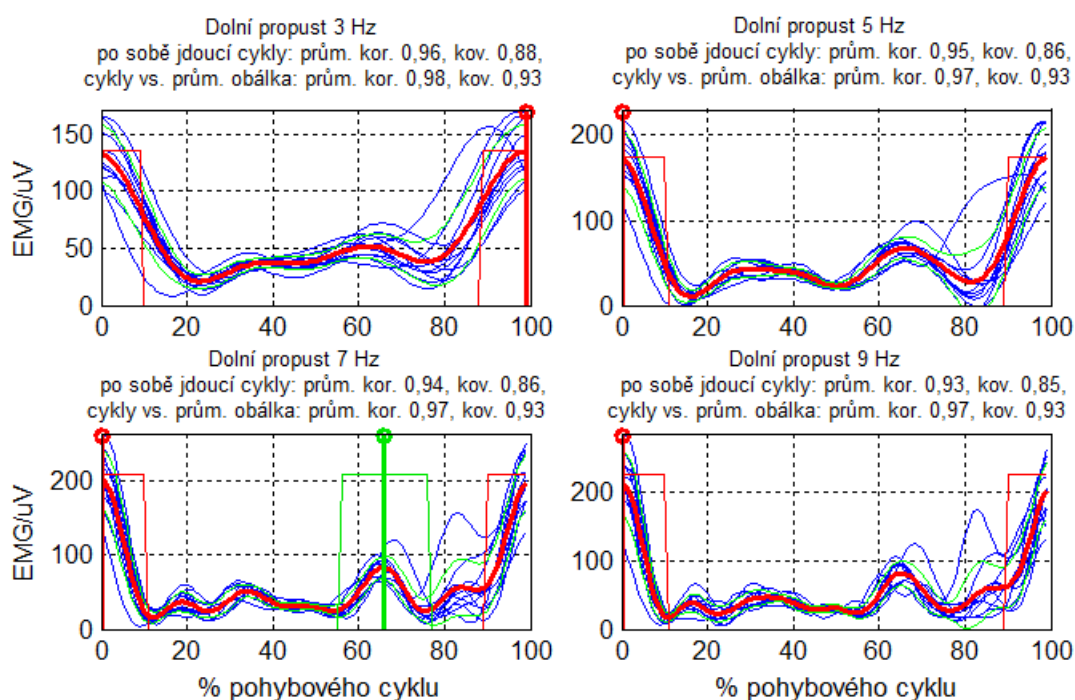 Dolní propust 3 Hz
po sobě jdoucí cykly: prům. kor. 0,96, kov. 0,88,
cykly vs. prům. obálka: prům. kor. 0,98, kov. 0,93
150
100
50
0
EMG/uV
0 20 40 60 80 100
Dolní propust 5 Hz
po sobě jdoucí cykly: prům. kor. 0,95, kov. 0,86,
cykly vs. prům. obálka: prům. kor. 0,97, kov. 0,93
200
100
0
0 20 40 60 80 100
Dolní propust 7 Hz
po sobě jdoucí cykly: prům. kor. 0,94, kov. 0,86,
cykly vs. prům. obálka: prům. kor. 0,97, kov. 0,93
200
100
0
EMG/uV
0 20 40 60 80 100
% pohybového cyklu
Dolní propust 9 Hz
po sobě jdoucí cykly: prům. kor. 0,93, kov. 0,85,
cykly vs. prům. obálka: prům. kor. 0,97, kov. 0,93
200
100
0
0 20 40 60 80 100
% pohybového cyklu